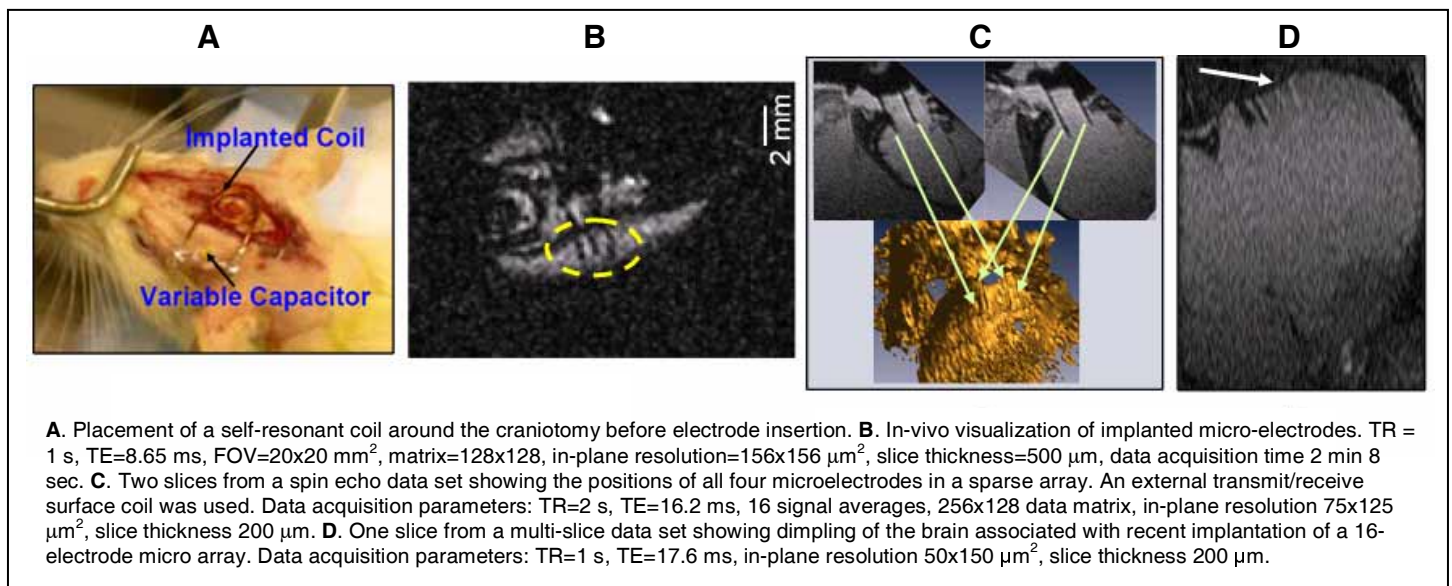 A
B
C
D
Implanted Coil
Variable Capacitor
2 mm
A. Placement of a self-resonant coil around the craniotomy before electrode insertion. B. In-vivo visualization of implanted micro-electrodes. TR =
1 s, TE=8.65 ms, FOV=20x20 mm², matrix=128x128, in-plane resolution=156x156 μm², slice thickness=500 μm, data acquisition time 2 min 8
sec. C. Two slices from a spin echo data set showing the positions of all four microelectrodes in a sparse array. An external transmit/receive
surface coil was used. Data acquisition parameters: TR=2 s, TE=16.2 ms, 16 signal averages, 256x128 data matrix, in-plane resolution 75x125
μm², slice thickness 200 μm. D. One slice from a multi-slice data set showing dimpling of the brain associated with recent implantation of a 16-
electrode micro array. Data acquisition parameters: TR=1 s, TE=17.6 ms, in-plane resolution 50x150 μm², slice thickness 200 μm.